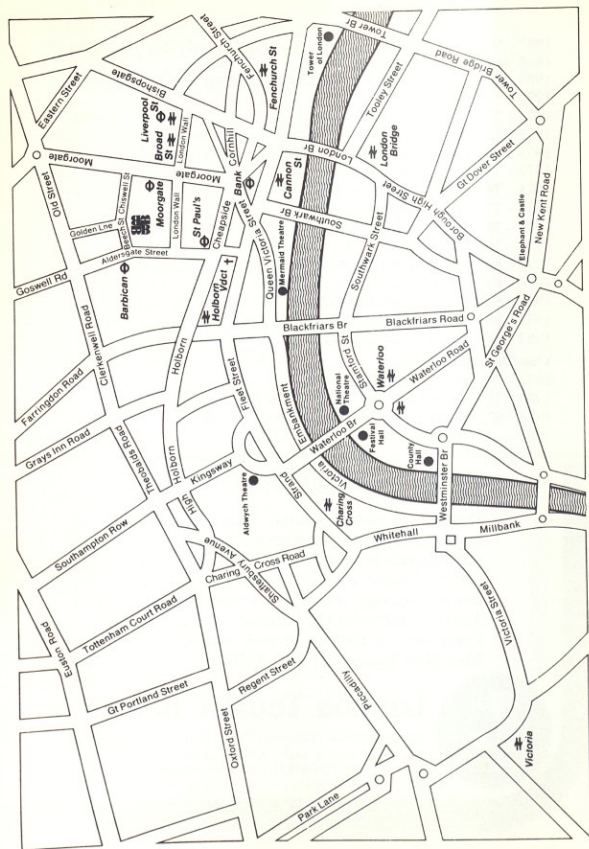 Tower Br
Tower Bridge Road
Fenchurch Street
Fenchurch St
Tower
of London
Tooley Street
Bishopsgate
Eastern Street
Liverpool
St
Broad
St
London Wall
Cornhill
London Br
London
Bridge
Gt Dover Street
Old Street
Moorgate
Moorgate
Moorgate
Chiswell St
Beech St
Golden Lne
London Wall
St Paul's
Cheapside
Bank
Cannon St
Southwark Br
Borough High Street
New Kent Road
Elephant & Castle
Goswell Rd
Aldersgate Street
Barbican
Holborn
Vdct
Queen Victoria Street
Mermaid Theatre
Southwark Street
Clerkenwell Road
Farringdon Road
Holborn
Blackfriars Br
Blackfriars Road
St George's Road
Fleet Street
Embankment
Stamford St
National
Theatre
Waterloo
Waterloo Road
Grays Inn Road
Theobalds Road
High
Holborn
Kingsway
Aldwych Theatre
Strand
Waterloo Br
Victoria
Festival
Hall
County
Hall
Westminster Br
Southampton Row
Shaftesbury Avenue
Charing Cross Road
Charing
Cross
Whitehall
Millbank
Euston Road
Tottenham Court Road
Gt Portland Street
Oxford Street
Regent Street
Piccadilly
Victoria Street
Victoria
Park Lane